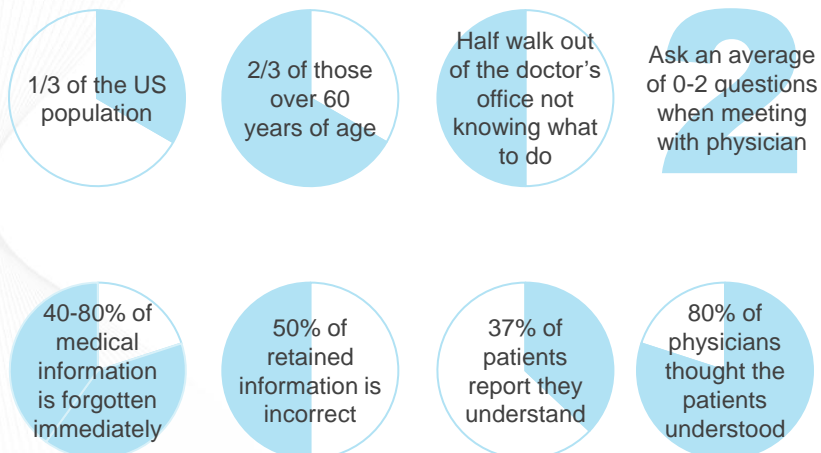 1/3 of the US
population
2/3 of those
over 60
years of age
Half walk out
of the doctor's
office not
knowing what
to do
2
Ask an average
of 0-2 questions
when meeting
with physician
40-80% of
medical
information
is forgotten
immediately
50% of
retained
information is
incorrect
37% of
patients
report they
understand
80% of
physicians
thought the
patients
understood